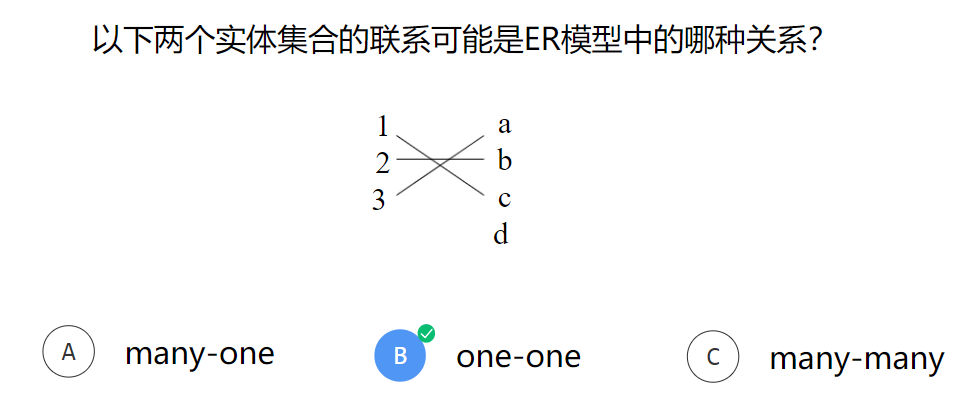 以下两个实体集合的联系可能是ER模型中的哪种关系?
1 a
2 b
3 c
d
A many-one B one-one C many-many